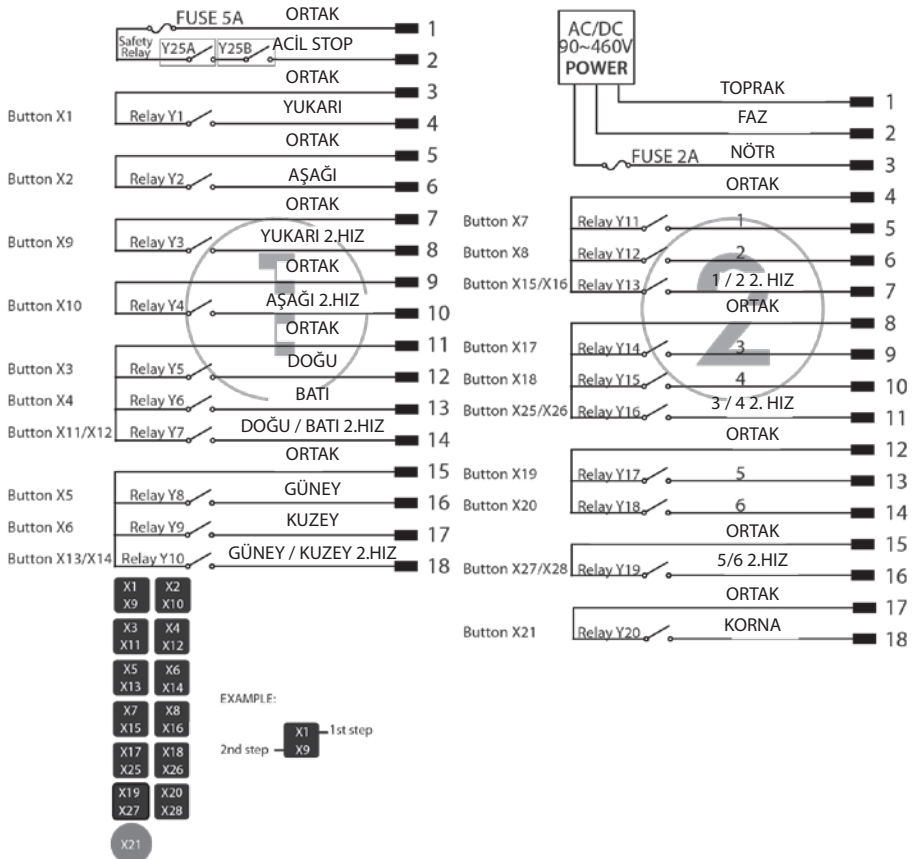 FUSE 5A ORTAK 1
Safety Relay Y25A Y25B ACİL STOP 2
ORTAK 3
Button X1 Relay Y1 YUKARI 4
ORTAK 5
Button X2 Relay Y2 AŞAĞI 6
ORTAK 7
Button X9 Relay Y3 YUKARI 2.HIZ 8
ORTAK 9
Button X10 Relay Y4 AŞAĞI 2.HIZ 10
ORTAK 11
Button X3 Relay Y5 DOĞU 12
Button X4 Relay Y6 BATI 13
Button X11/X12 Relay Y7 DOĞU / BATI 2.HIZ 14
ORTAK 15
Button X5 Relay Y8 GÜNEY 16
Button X6 Relay Y9 KUZEY 17
Button X13/X14 Relay Y10 GÜNEY / KUZEY 2.HIZ 18
1
X1 X2
X9 X10
X3 X4
X11 X12
X5 X6
X13 X14
X7 X8
X15 X16
X17 X18
X25 X26
X19 X20
X27 X28
X21
EXAMPLE:
X1 1st step
2nd step X9
AC/DC
90~460V
POWER
TOPRAK 1
FAZ 2
FUSE 2A NÖTR 3
ORTAK 4
Button X7 Relay Y11 1 5
Button X8 Relay Y12 2 6
Button X15/X16 Relay Y13 1 / 2 2. HIZ 7
ORTAK 8
Button X17 Relay Y14 3 9
Button X18 Relay Y15 4 10
Button X25/X26 Relay Y16 3 / 4 2. HIZ 11
ORTAK 12
Button X19 Relay Y17 5 13
Button X20 Relay Y18 6 14
ORTAK 15
Button X27/X28 Relay Y19 5/6 2.HIZ 16
ORTAK 17
Button X21 Relay Y20 KORNA 18
2